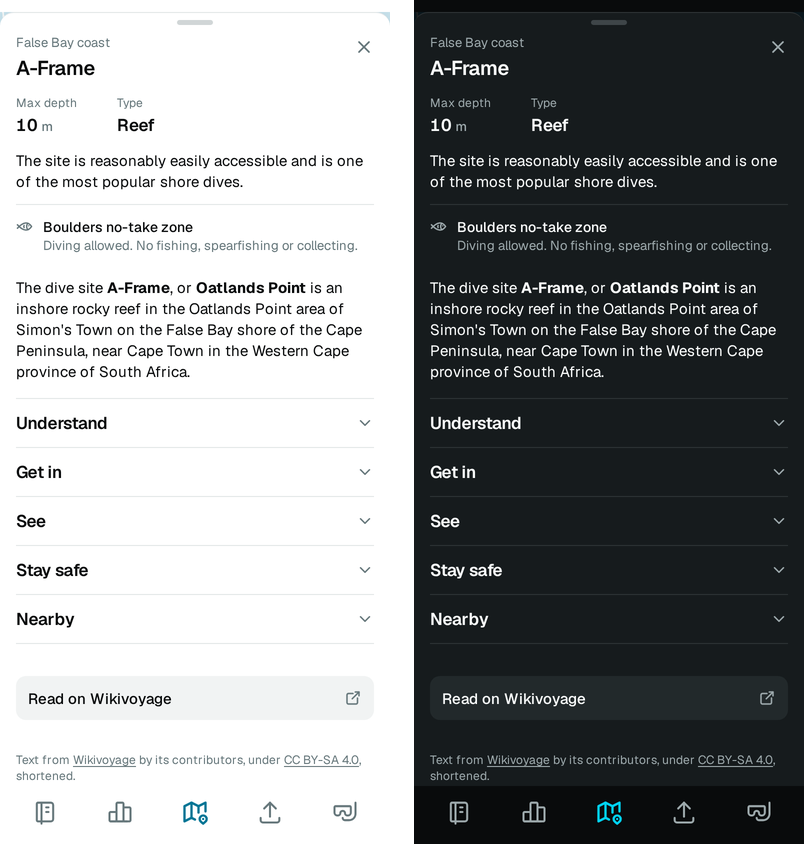 False Bay coast
A-Frame
Max depth Type
10 m Reef
The site is reasonably easily accessible and is one
of the most popular shore dives.
Boulders no-take zone
Diving allowed. No fishing, spearfishing or collecting.
The dive site A-Frame, or Oatlands Point is an
inshore rocky reef in the Oatlands Point area of
Simon's Town on the False Bay shore of the Cape
Peninsula, near Cape Town in the Western Cape
province of South Africa.
Understand
Get in
See
Stay safe
Nearby
Read on Wikivoyage
Text from Wikivoyage by its contributors, under CC BY-SA 4.0,
shortened.
False Bay coast
A-Frame
Max depth Type
10 m Reef
The site is reasonably easily accessible and is one
of the most popular shore dives.
Boulders no-take zone
Diving allowed. No fishing, spearfishing or collecting.
The dive site A-Frame, or Oatlands Point is an
inshore rocky reef in the Oatlands Point area of
Simon's Town on the False Bay shore of the Cape
Peninsula, near Cape Town in the Western Cape
province of South Africa.
Understand
Get in
See
Stay safe
Nearby
Read on Wikivoyage
Text from Wikivoyage by its contributors, under CC BY-SA 4.0,
shortened.